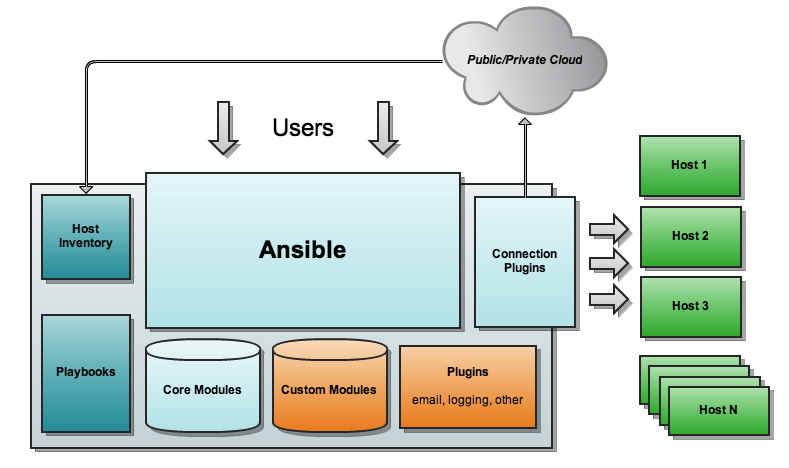 Public/Private Cloud
Users
Host 1
Host
Inventory
Ansible
Connection
Plugins
Host 2
Host 3
Playbooks
Core Modules
Custom Modules
Plugins
email, logging, other
Host N